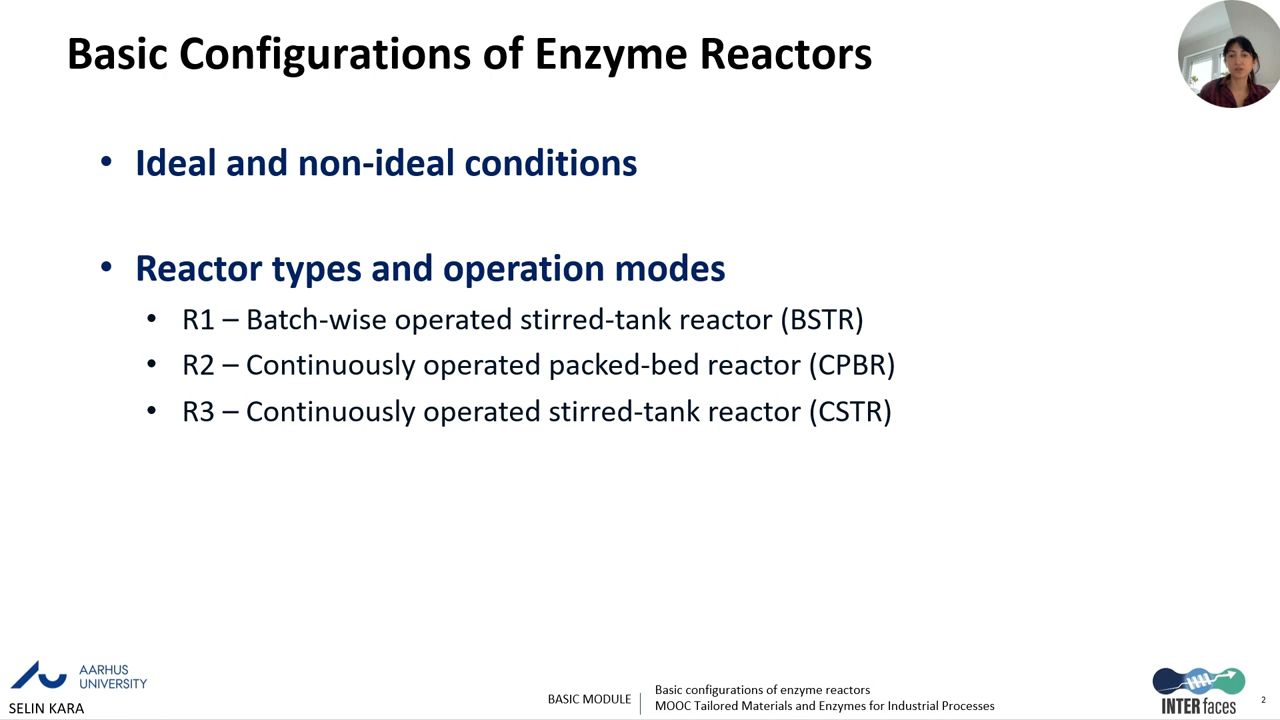 Basic Configurations of Enzyme Reactors
• Ideal and non-ideal conditions
• Reactor types and operation modes
• R1 – Batch-wise operated stirred-tank reactor (BSTR)
• R2 – Continuously operated packed-bed reactor (CPBR)
• R3 – Continuously operated stirred-tank reactor (CSTR)
AARHUS
UNIVERSITY
SELIN KARA
BASIC MODULE
Basic configurations of enzyme reactors
MOOC Tailored Materials and Enzymes for Industrial Processes
INTERfaces
2